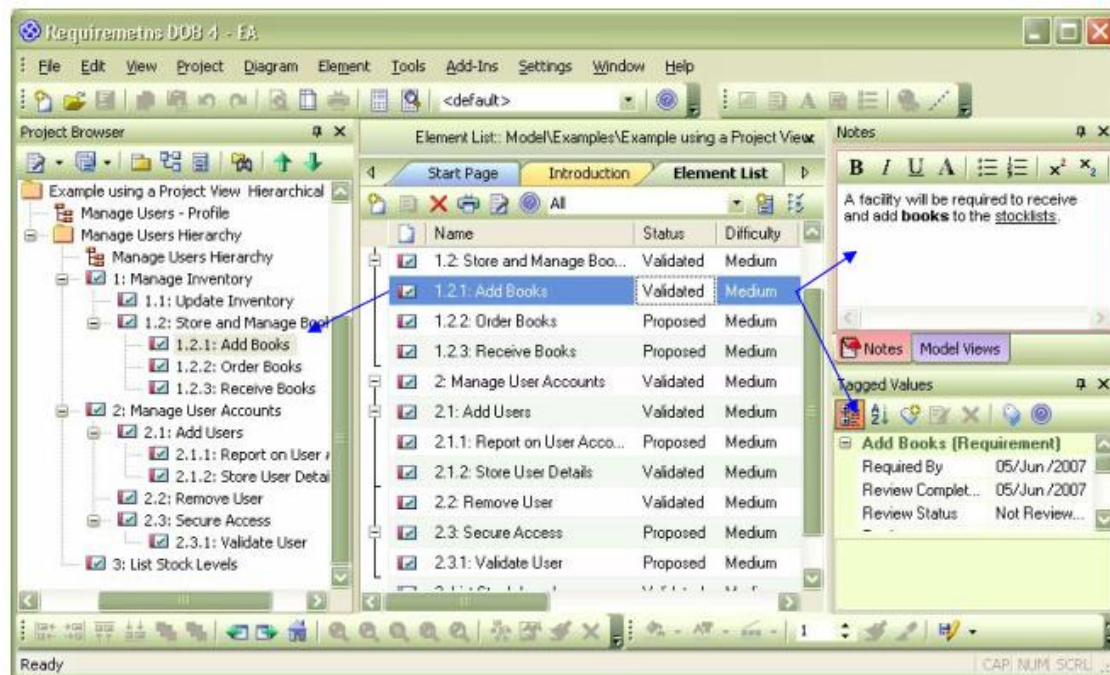 Requiremetns DOB 4 - EA
File Edit View Project Diagram Element Tools Add-Ins Settings Window Help
<default>
Project Browser
Example using a Project View Hierarchical
Manage Users - Profile
Manage Users Hierarchy
Manage Users Hierarchy
1: Manage Inventory
1.1: Update Inventory
1.2: Store and Manage Boo
1.2.1: Add Books
1.2.2: Order Books
1.2.3: Receive Books
2: Manage User Accounts
2.1: Add Users
2.1.1: Report on User
2.1.2: Store User Detai
2.2: Remove User
2.3: Secure Access
2.3.1: Validate User
3: List Stock Levels
Element List:: Model\Examples\Example using a Project View
Start Page Introduction Element List
All
Name Status Difficulty
1.2: Store and Manage Boo... Validated Medium
1.2.1: Add Books Validated Medium
1.2.2: Order Books Proposed Medium
1.2.3: Receive Books Proposed Medium
2: Manage User Accounts Validated Medium
2.1: Add Users Validated Medium
2.1.1: Report on User Acco... Validated Medium
2.1.2: Store User Details Validated Medium
2.2: Remove User Validated Medium
2.3: Secure Access Proposed Medium
2.3.1: Validate User Proposed Medium
Notes
B I U A x² x₂
A facility will be required to receive
and add books to the stocklists.
Notes Model Views
Tagged Values
Add Books (Requirement)
Required By 05/Jun /2007
Review Complet... 05/Jun /2007
Review Status Not Review...
1
Ready
CAP NUM SCRL